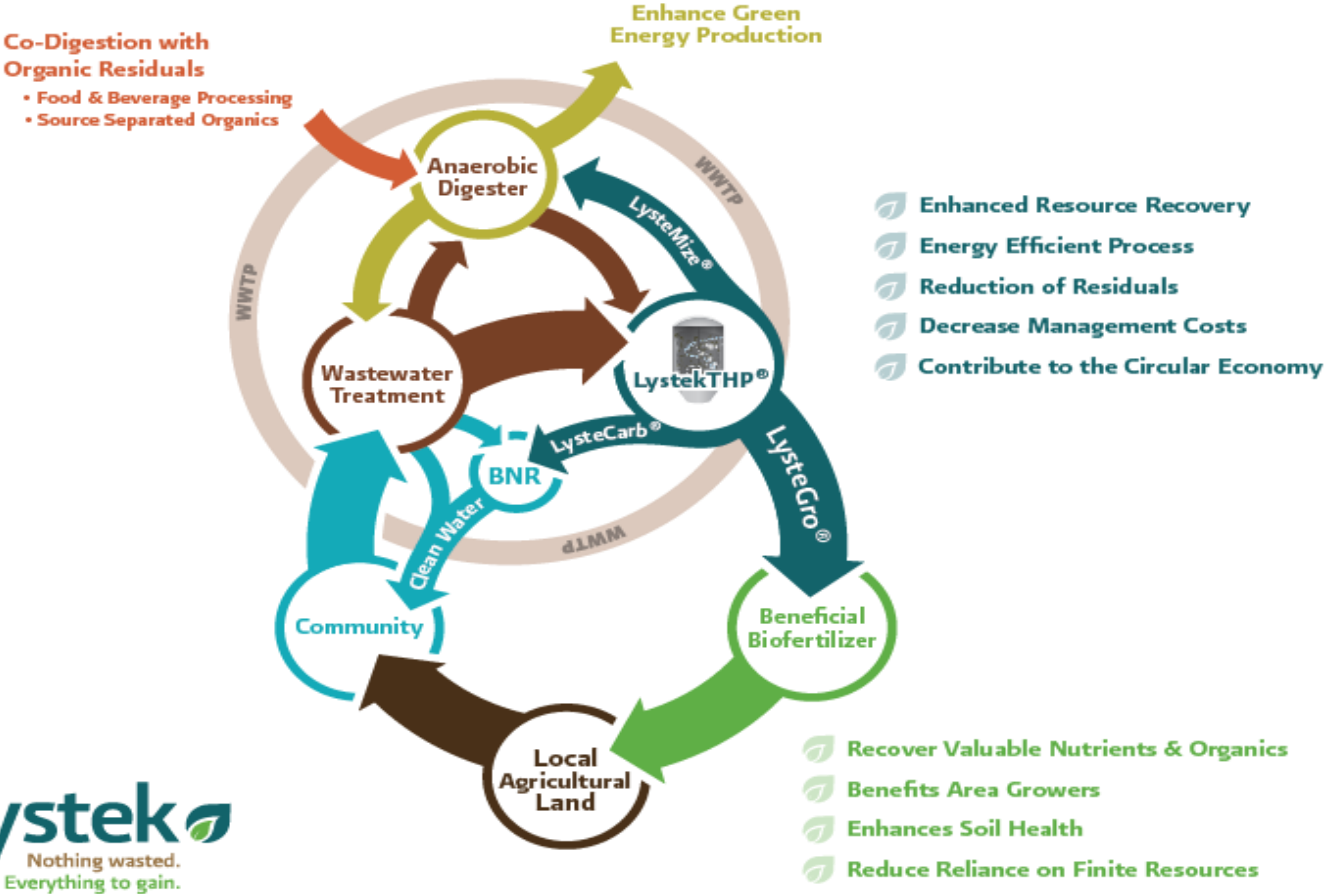 Enhance Green
Energy Production
Co-Digestion with
Organic Residuals
• Food & Beverage Processing
• Source Separated Organics
Anaerobic
Digester
WWTP
LysteMize®
WWTP
Enhanced Resource Recovery
Energy Efficient Process
Reduction of Residuals
Decrease Management Costs
Contribute to the Circular Economy
Wastewater
Treatment
LystekTHP®
LysteCarb®
BNR
LysteGro®
Clean Water
WWTP
Community
Beneficial
Biofertilizer
Local
Agricultural
Land
Recover Valuable Nutrients & Organics
Benefits Area Growers
Enhances Soil Health
Reduce Reliance on Finite Resources
ystek
Nothing wasted.
Everything to gain.